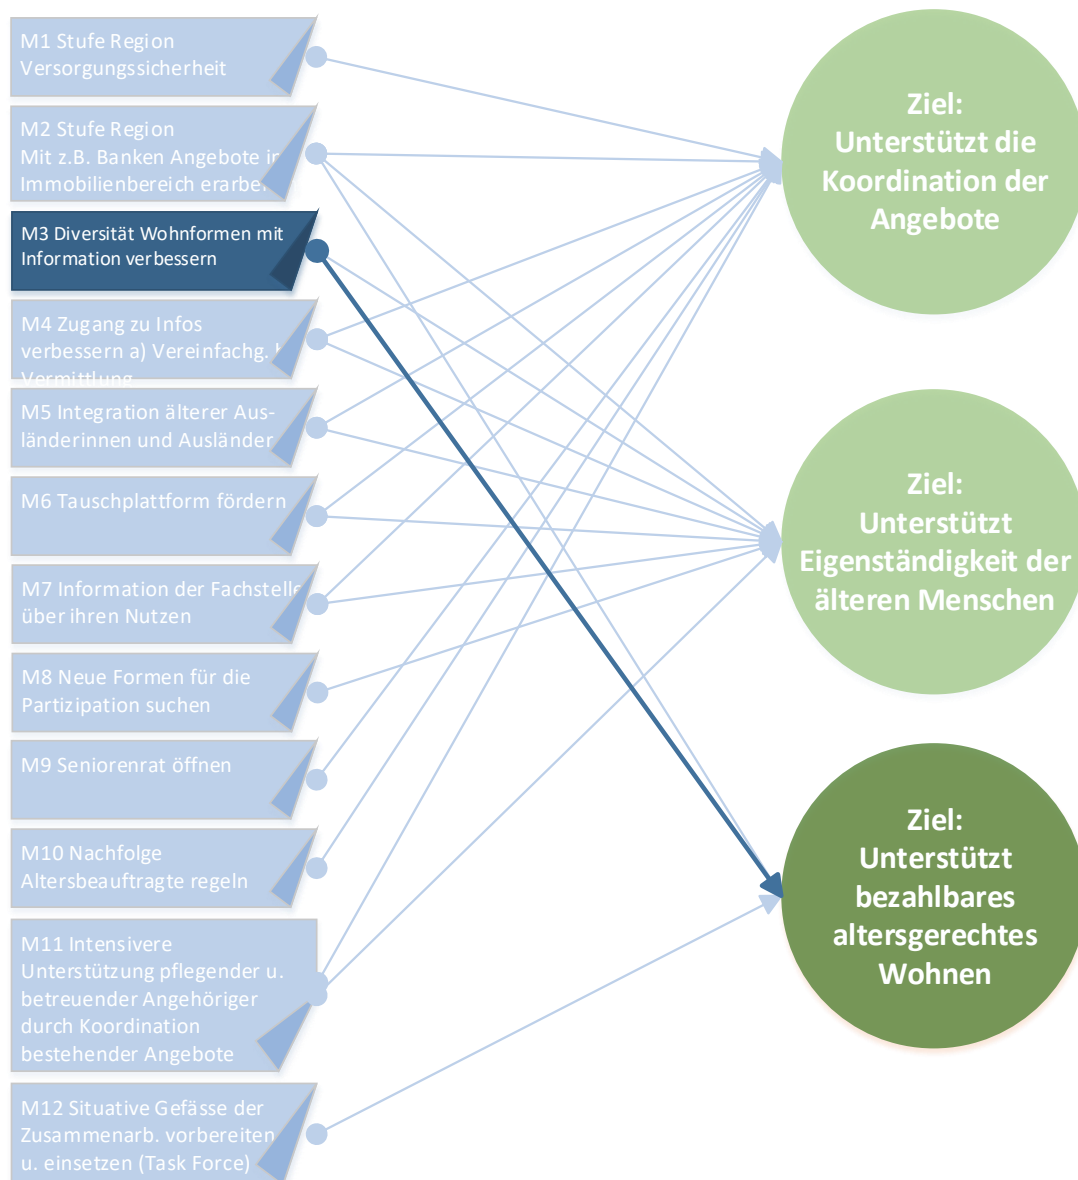 M1 Stufe Region
Versorgungssicherheit
M2 Stufe Region
Mit z.B. Banken Angebote
Immobilienbereich
M3 Diversität Wohnformen mit
Information verbessern
M4 Zugang zu Infos
verbessern a) Vereinfachg.
Vermittlung
M5 Integration älterer Aus-
länderinnen und Ausländer
M6 Tauschplattform fördern
M7 Information der Fachstelle
über ihren Nutzen
M8 Neue Formen für die
Partizipation suchen
M9 Seniorenrat öffnen
M10 Nachfolge
Altersbeauftragte regeln
M11 Intensivere
Unterstützung pflegender u.
betreuender Angehöriger
durch Koordination
bestehender Angebote
M12 Situative Gefässe der
Zusammenarb. vorbereiten
u. einsetzen (Task Force)
Ziel:
Unterstützt die
Koordination der
Angebote
Ziel:
Unterstützt
Eigenständigkeit der
älteren Menschen
Ziel:
Unterstützt
bezahlbares
altersgerechtes
Wohnen